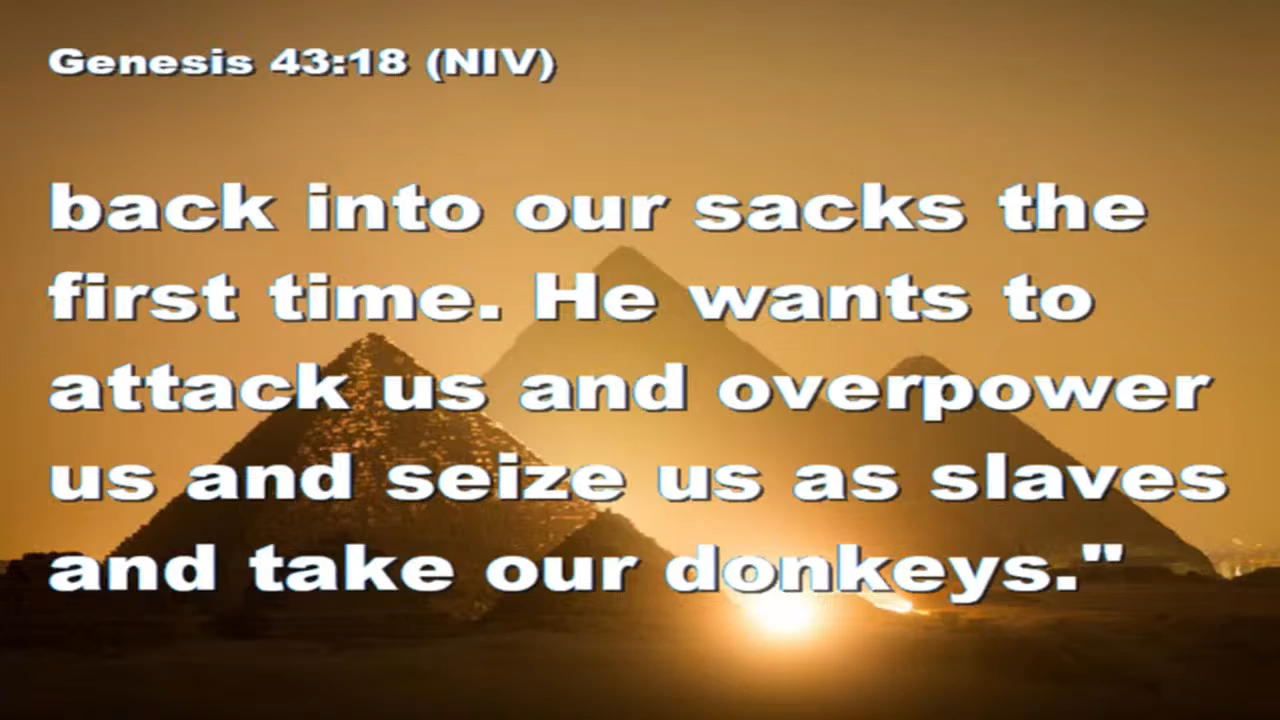 Genesis 43:18 (NIV)
back into our sacks the
first time. He wants to
attack us and overpower
us and seize us as slaves
and take our donkeys."